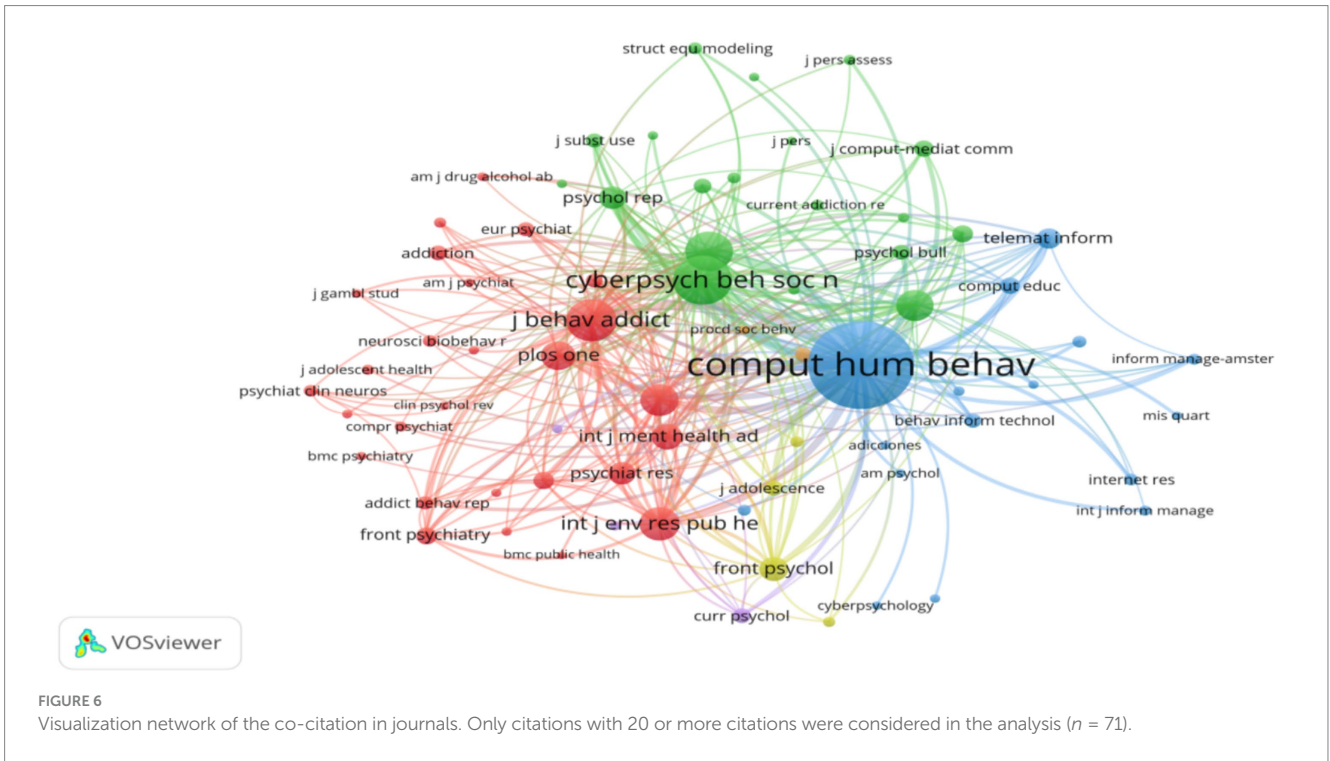 struct equ modeling
j pers assess
j subst use
j pers
j comput-mediat comm
am j drug alcohol ab
psychol rep
current addiction re
eur psychiat
telemat inform
addiction
psychol bull
cyberpsych beh soc n
am j psychiat
comput educ
j gambl stud
j behav addict
procd soc behv
neurosci biobehav r
plos one
inform manage-amster
comput hum behav
j adolescent health
psychiat clin neuros
clin psychol rev
mis quart
behav inform technol
compr psychiat
int j ment health ad
adicciones
bmc psychiatry
psychiat res
am psychol
internet res
j adolescence
addict behav rep
int j inform manage
int j env res pub he
front psychiatry
bmc public health
front psychol
cyberpsychology
curr psychol
VOSviewer
FIGURE 6
Visualization network of the co-citation in journals. Only citations with 20 or more citations were considered in the analysis (n = 71).